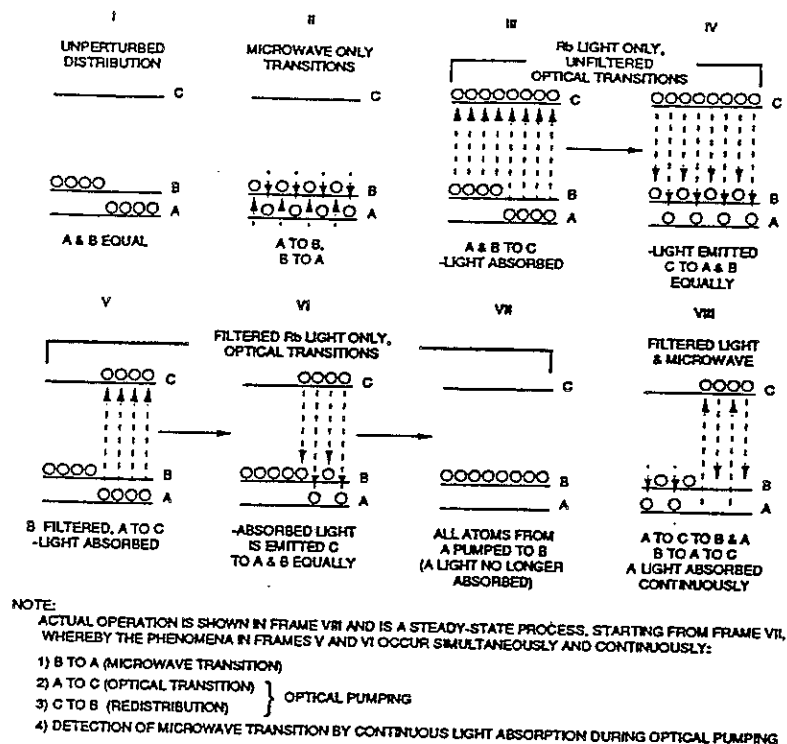 I
UNPERTURBED
DISTRIBUTION
C
B
A
A & B EQUAL
II
MICROWAVE ONLY
TRANSITIONS
C
B
A
A TO B,
B TO A
III
IV
Rb LIGHT ONLY,
UNFILTERED
OPTICAL TRANSITIONS
C
B
A
A & B TO C
-LIGHT ABSORBED
C
B
A
-LIGHT EMITTED
C TO A & B
EQUALLY
V
VI
VII
FILTERED Rb LIGHT ONLY,
OPTICAL TRANSITIONS
C
B
A
B FILTERED, A TO C
-LIGHT ABSORBED
C
B
A
-ABSORBED LIGHT
IS EMITTED C
TO A & B EQUALLY
C
B
A
ALL ATOMS FROM
A PUMPED TO B
(A LIGHT NO LONGER
ABSORBED)
VIII
FILTERED LIGHT
& MICROWAVE
C
B
A
A TO C TO B & A
B TO A TO C
A LIGHT ABSORBED
CONTINUOUSLY
NOTE:
ACTUAL OPERATION IS SHOWN IN FRAME VIII AND IS A STEADY-STATE PROCESS, STARTING FROM FRAME VII,
WHEREBY THE PHENOMENA IN FRAMES V AND VI OCCUR SIMULTANEOUSLY AND CONTINUOUSLY:
1) B TO A (MICROWAVE TRANSITION)
2) A TO C (OPTICAL TRANSITION)
3) C TO B (REDISTRIBUTION)
} OPTICAL PUMPING
4) DETECTION OF MICROWAVE TRANSITION BY CONTINUOUS LIGHT ABSORPTION DURING OPTICAL PUMPING